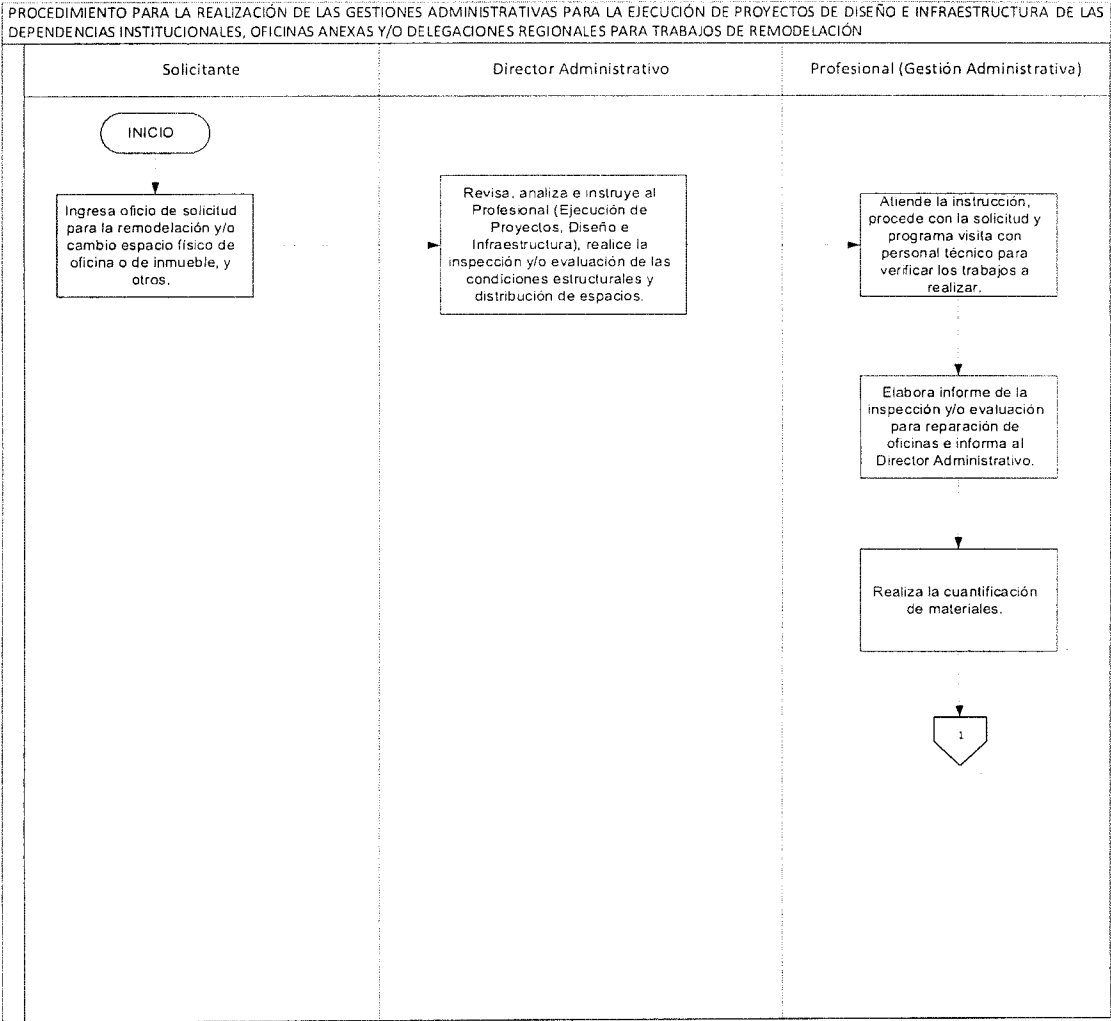 PROCEDIMIENTO PARA LA REALIZACIÓN DE LAS GESTIONES ADMINISTRATIVAS PARA LA EJECUCIÓN DE PROYECTOS DE DISEÑO E INFRAESTRUCTURA DE LAS
DEPENDENCIAS INSTITUCIONALES, OFICINAS ANEXAS Y/O DELEGACIONES REGIONALES PARA TRABAJOS DE REMODELACIÓN
Solicitante
Director Administrativo
Profesional (Gestión Administrativa)
INICIO
Ingresa oficio de solicitud
para la remodelación y/o
cambio espacio físico de
oficina o de inmueble, y
otros.
Revisa, analiza e instruye al
Profesional (Ejecución de
Proyectos, Diseño e
Infraestructura), realice la
inspección y/o evaluación de las
condiciones estructurales y
distribución de espacios.
Atiende la instrucción,
procede con la solicitud y
programa visita con
personal técnico para
verificar los trabajos a
realizar.
Elabora informe de la
inspección y/o evaluación
para reparación de
oficinas e informa al
Director Administrativo.
Realiza la cuantificación
de materiales.
1